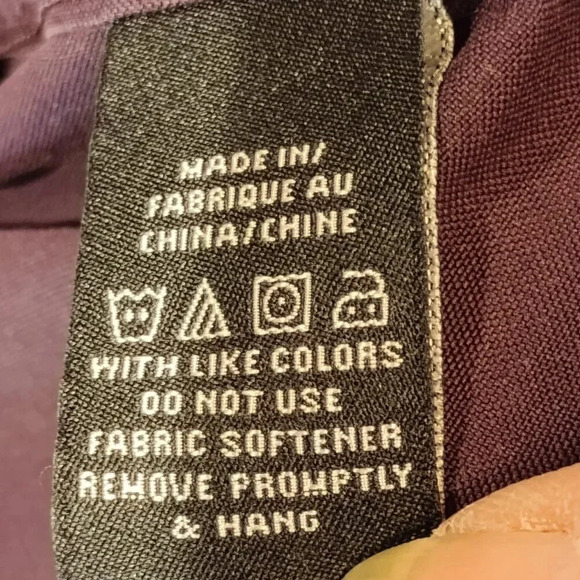 MADE IN/
FABRIQUE AU
CHINA/CHINE
WITH LIKE COLORS
DO NOT USE
FABRIC SOFTENER
REMOVE PROMPTLY
& HANG